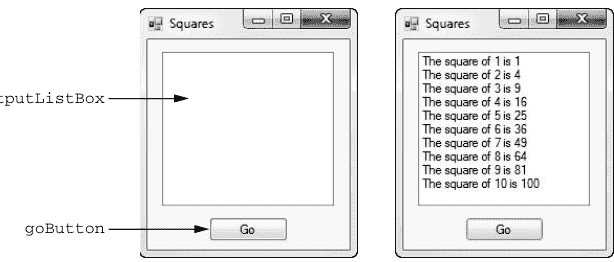 Squares
tputListBox
goButton
Go
Squares
The square of 1 is 1
The square of 2 is 4
The square of 3 is 9
The square of 4 is 16
The square of 5 is 25
The square of 6 is 36
The square of 7 is 49
The square of 8 is 64
The square of 9 is 81
The square of 10 is 100
Go